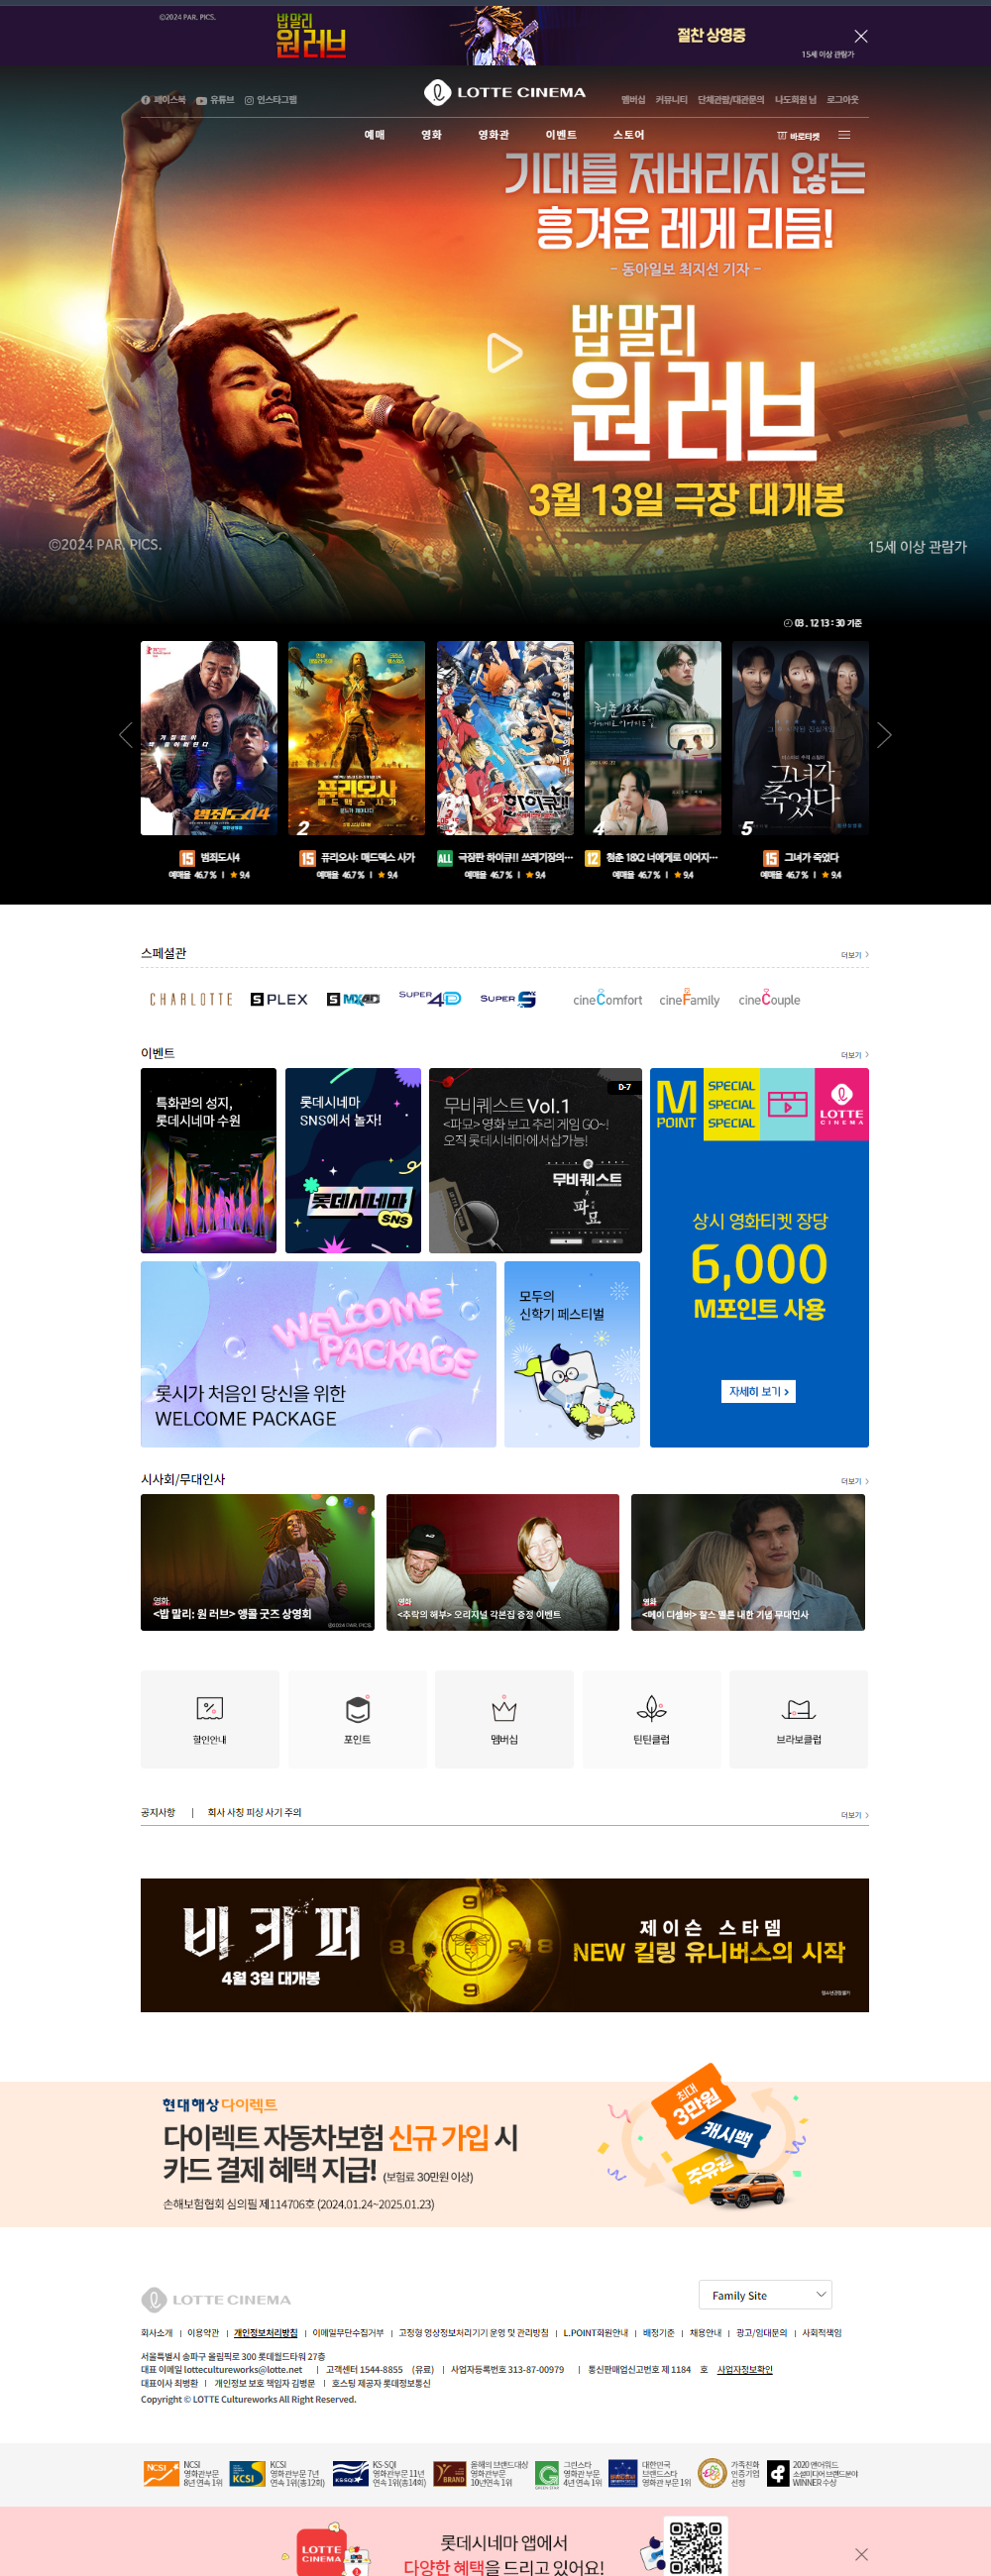 ©2024 PAR. PICS.
밥 말리
원 러브
절찬 상영중
15세 이상 관람가
페이스북 유튜브 인스타그램
LOTTE CINEMA
멤버십 커뮤니티 단체관람/대관문의 나도회원 님 로그아웃
예매 영화 영화관 이벤트 스토어
바로티켓
기대를 저버리지 않는
흥겨운 레게 리듬!
- 동아일보 최지선 기자 -
밥 말리
원 러브
3월 13일 극장 대개봉
©2024 PAR. PICS.
15세 이상 관람가
03. 12 13 : 30 기준
범죄도시4
퓨리오사
매드맥스 사가
2
극장판
하이큐!!
3
청춘 18X2
너에게로 이어지는 길
4
그녀가
죽었다
5
15 범죄도시4
예매율 46.7 % | ★ 9.4
15 퓨리오사: 매드맥스 사가
예매율 46.7 % | ★ 9.4
ALL 극장판 하이큐!! 쓰레기장의...
예매율 46.7 % | ★ 9.4
12 청춘 18X2 너에게로 이어지...
예매율 46.7 % | ★ 9.4
15 그녀가 죽었다
예매율 46.7 % | ★ 9.4
스페셜관
더보기
CHARLOTTE S PLEX S MX4D SUPER 4D SUPER S cineComfort cineFamily cineCouple
이벤트
더보기
특화관의 성지,
롯데시네마 수원
롯데시네마
SNS에서 놀자!
롯데시네마
SNS
D-7
무비퀘스트 Vol.1
<파묘> 영화 보고 추리 게임 GO~!
오직 롯데시네마에서샵가능!
무비퀘스트
x
파묘
M
POINT
SPECIAL
SPECIAL
SPECIAL
LOTTE
CINEMA
상시 영화티켓 장당
6,000
M포인트 사용
자세히 보기
WELCOME
PACKAGE
롯시가 처음인 당신을 위한
WELCOME PACKAGE
모두의
신학기 페스티벌
시사회/무대인사
더보기
영화
<밥 말리: 원 러브> 앵콜 굿즈 상영회
©2024 PAR. PICS.
영화
<추락의 해부> 오리지널 각본집 증정 이벤트
영화
<메이 디셈버> 찰스 멜튼 내한 기념 무대인사
할인안내
포인트
멤버십
틴틴클럽
브라보클럽
공지사항 | 회사 사칭 피싱 사기 주의
더보기
비키퍼
4월 3일 대개봉
9
8
18
9
제이슨 스타뎀
NEW 킬링 유니버스의 시작
현대해상 다이렉트
다이렉트 자동차보험 신규 가입 시
카드 결제 혜택 지급! (보험료 30만원 이상)
손해보험협회 심의필 제114706호 (2024.01.24~2025.01.23)
최대
3만원
캐시백
주유권
LOTTE CINEMA
Family Site
회사소개 | 이용약관 | 개인정보처리방침 | 이메일무단수집거부 | 고정형 영상정보처리기기 운영 및 관리방침 | L.POINT회원안내 | 배정기준 | 채용안내 | 광고/임대문의 | 사회적책임
서울특별시 송파구 올림픽로 300 롯데월드타워 27층
대표 이메일 lottecultureworks@lotte.net | 고객센터 1544-8855 (유료) | 사업자등록번호 313-87-00979 | 통신판매업신고번호 제 1184 호 사업자정보확인
대표이사 최병환 | 개인정보 보호 책임자 김병문 | 호스팅 제공자 롯데정보통신
Copyright © LOTTE Cultureworks All Right Reserved.
NCSI
NCSI
영화관부문
8년 연속 1위
KCSI
KCSI
영화관부문 7년
연속 1위(총12회)
KS-SQI
KS-SQI
영화관부문 11년
연속 1위(총14회)
BRAND
올해의 브랜드대상
영화관부문
10년연속 1위
그린스타
영화관 부문
4년 연속 1위
대한민국
브랜드스타
영화관 부문 1위
가족친화
인증기업
선정
2020 앤어워드
소셜미디어 브랜드분야
WINNER 수상
LOTTE
CINEMA
롯데시네마 앱에서
다양한 혜택을 드리고 있어요!